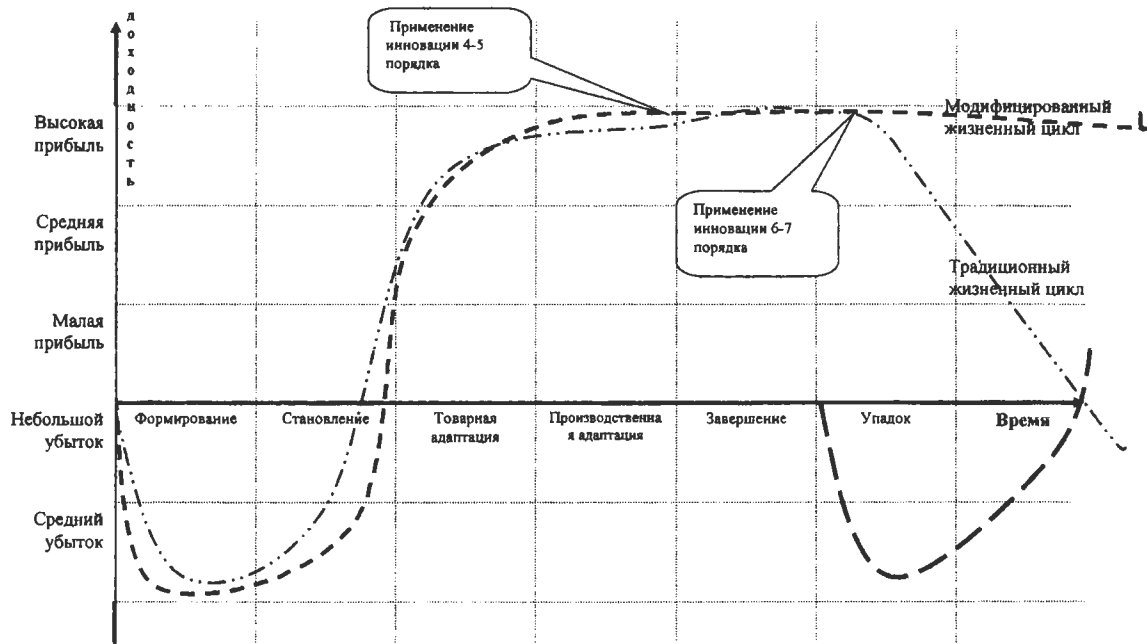 доходность
Применение
инновации 4-5
порядка
Высокая
прибыль
Модифицированный
жизненный цикл
Средняя
прибыль
Применение
инновации 6-7
порядка
Традиционный
жизненный цикл
Малая
прибыль
Небольшой
убыток
Формирование
Становление
Товарная
адаптация
Производственна
я адаптация
Завершение
Упадок
Время
Средний
убыток